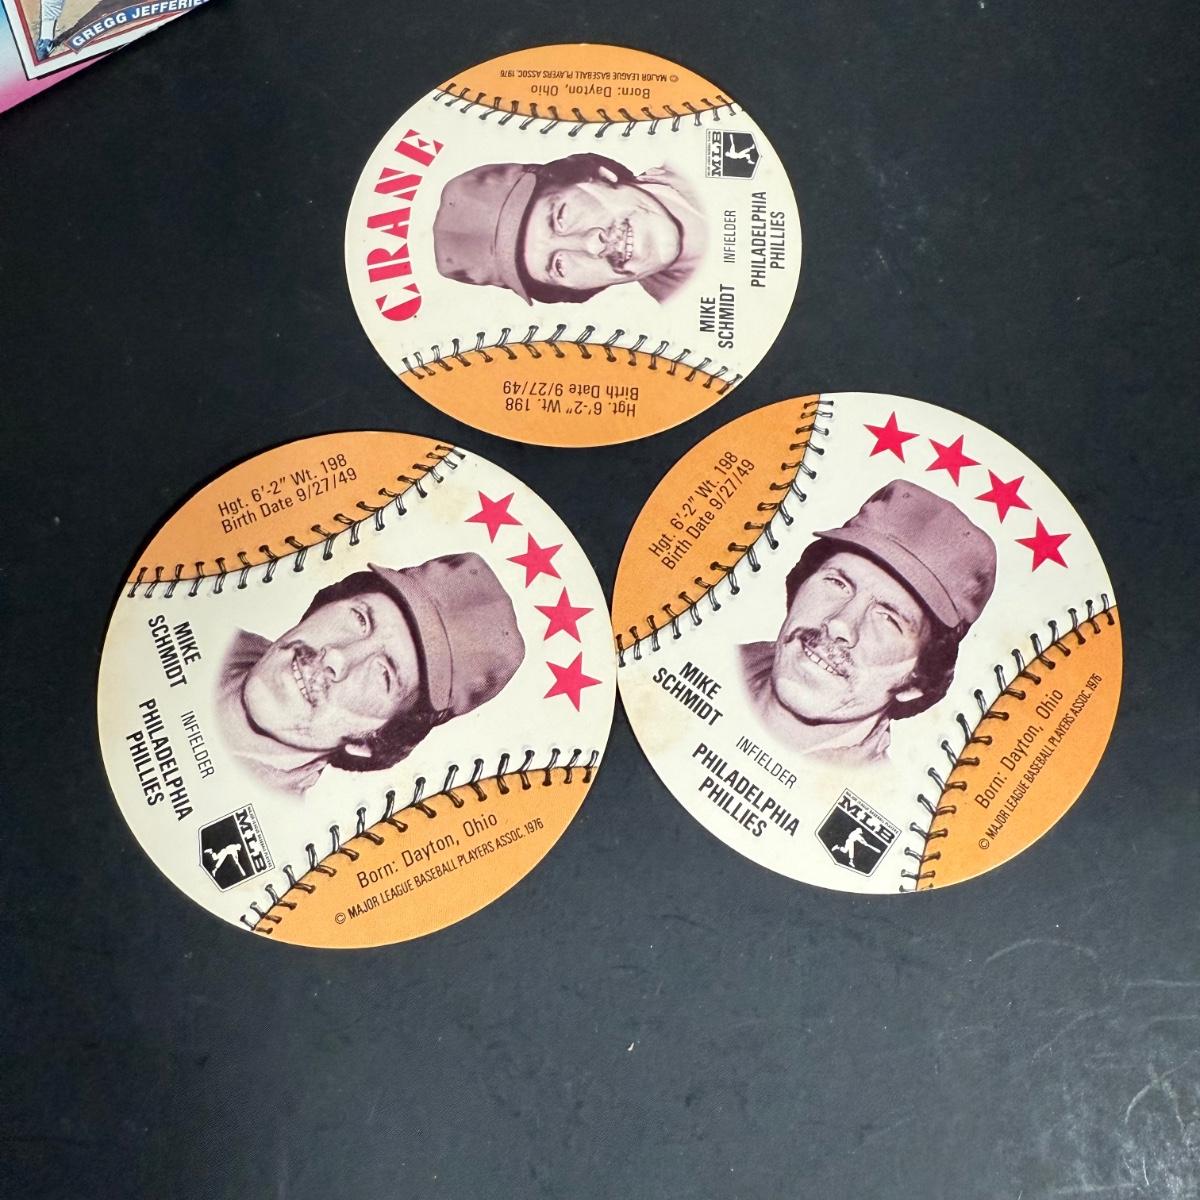 GREGG JEFFERIES
© MAJOR LEAGUE BASEBALL PLAYERS ASSOC. 1976
Born: Dayton, Ohio
CRANE
MLB
MIKE
SCHMIDT
INFIELDER
PHILADELPHIA
PHILLIES
Hgt. 6'-2" Wt. 198
Birth Date 9/27/49
Hgt. 6'-2" Wt. 198
Birth Date 9/27/49
MIKE
SCHMIDT
INFIELDER
PHILADELPHIA
PHILLIES
MLB
Born: Dayton, Ohio
© MAJOR LEAGUE BASEBALL PLAYERS ASSOC. 1976
Hgt. 6'-2" Wt. 198
Birth Date 9/27/49
MIKE
SCHMIDT
INFIELDER
PHILADELPHIA
PHILLIES
MLB
Born: Dayton, Ohio
© MAJOR LEAGUE BASEBALL PLAYERS ASSOC. 1976